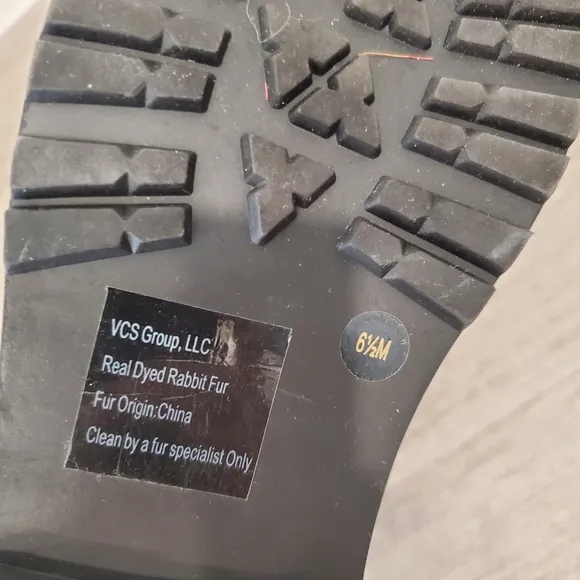 VCS Group, LLC
Real Dyed Rabbit Fur
Fur Origin:China
Clean by a fur specialist Only
6½M